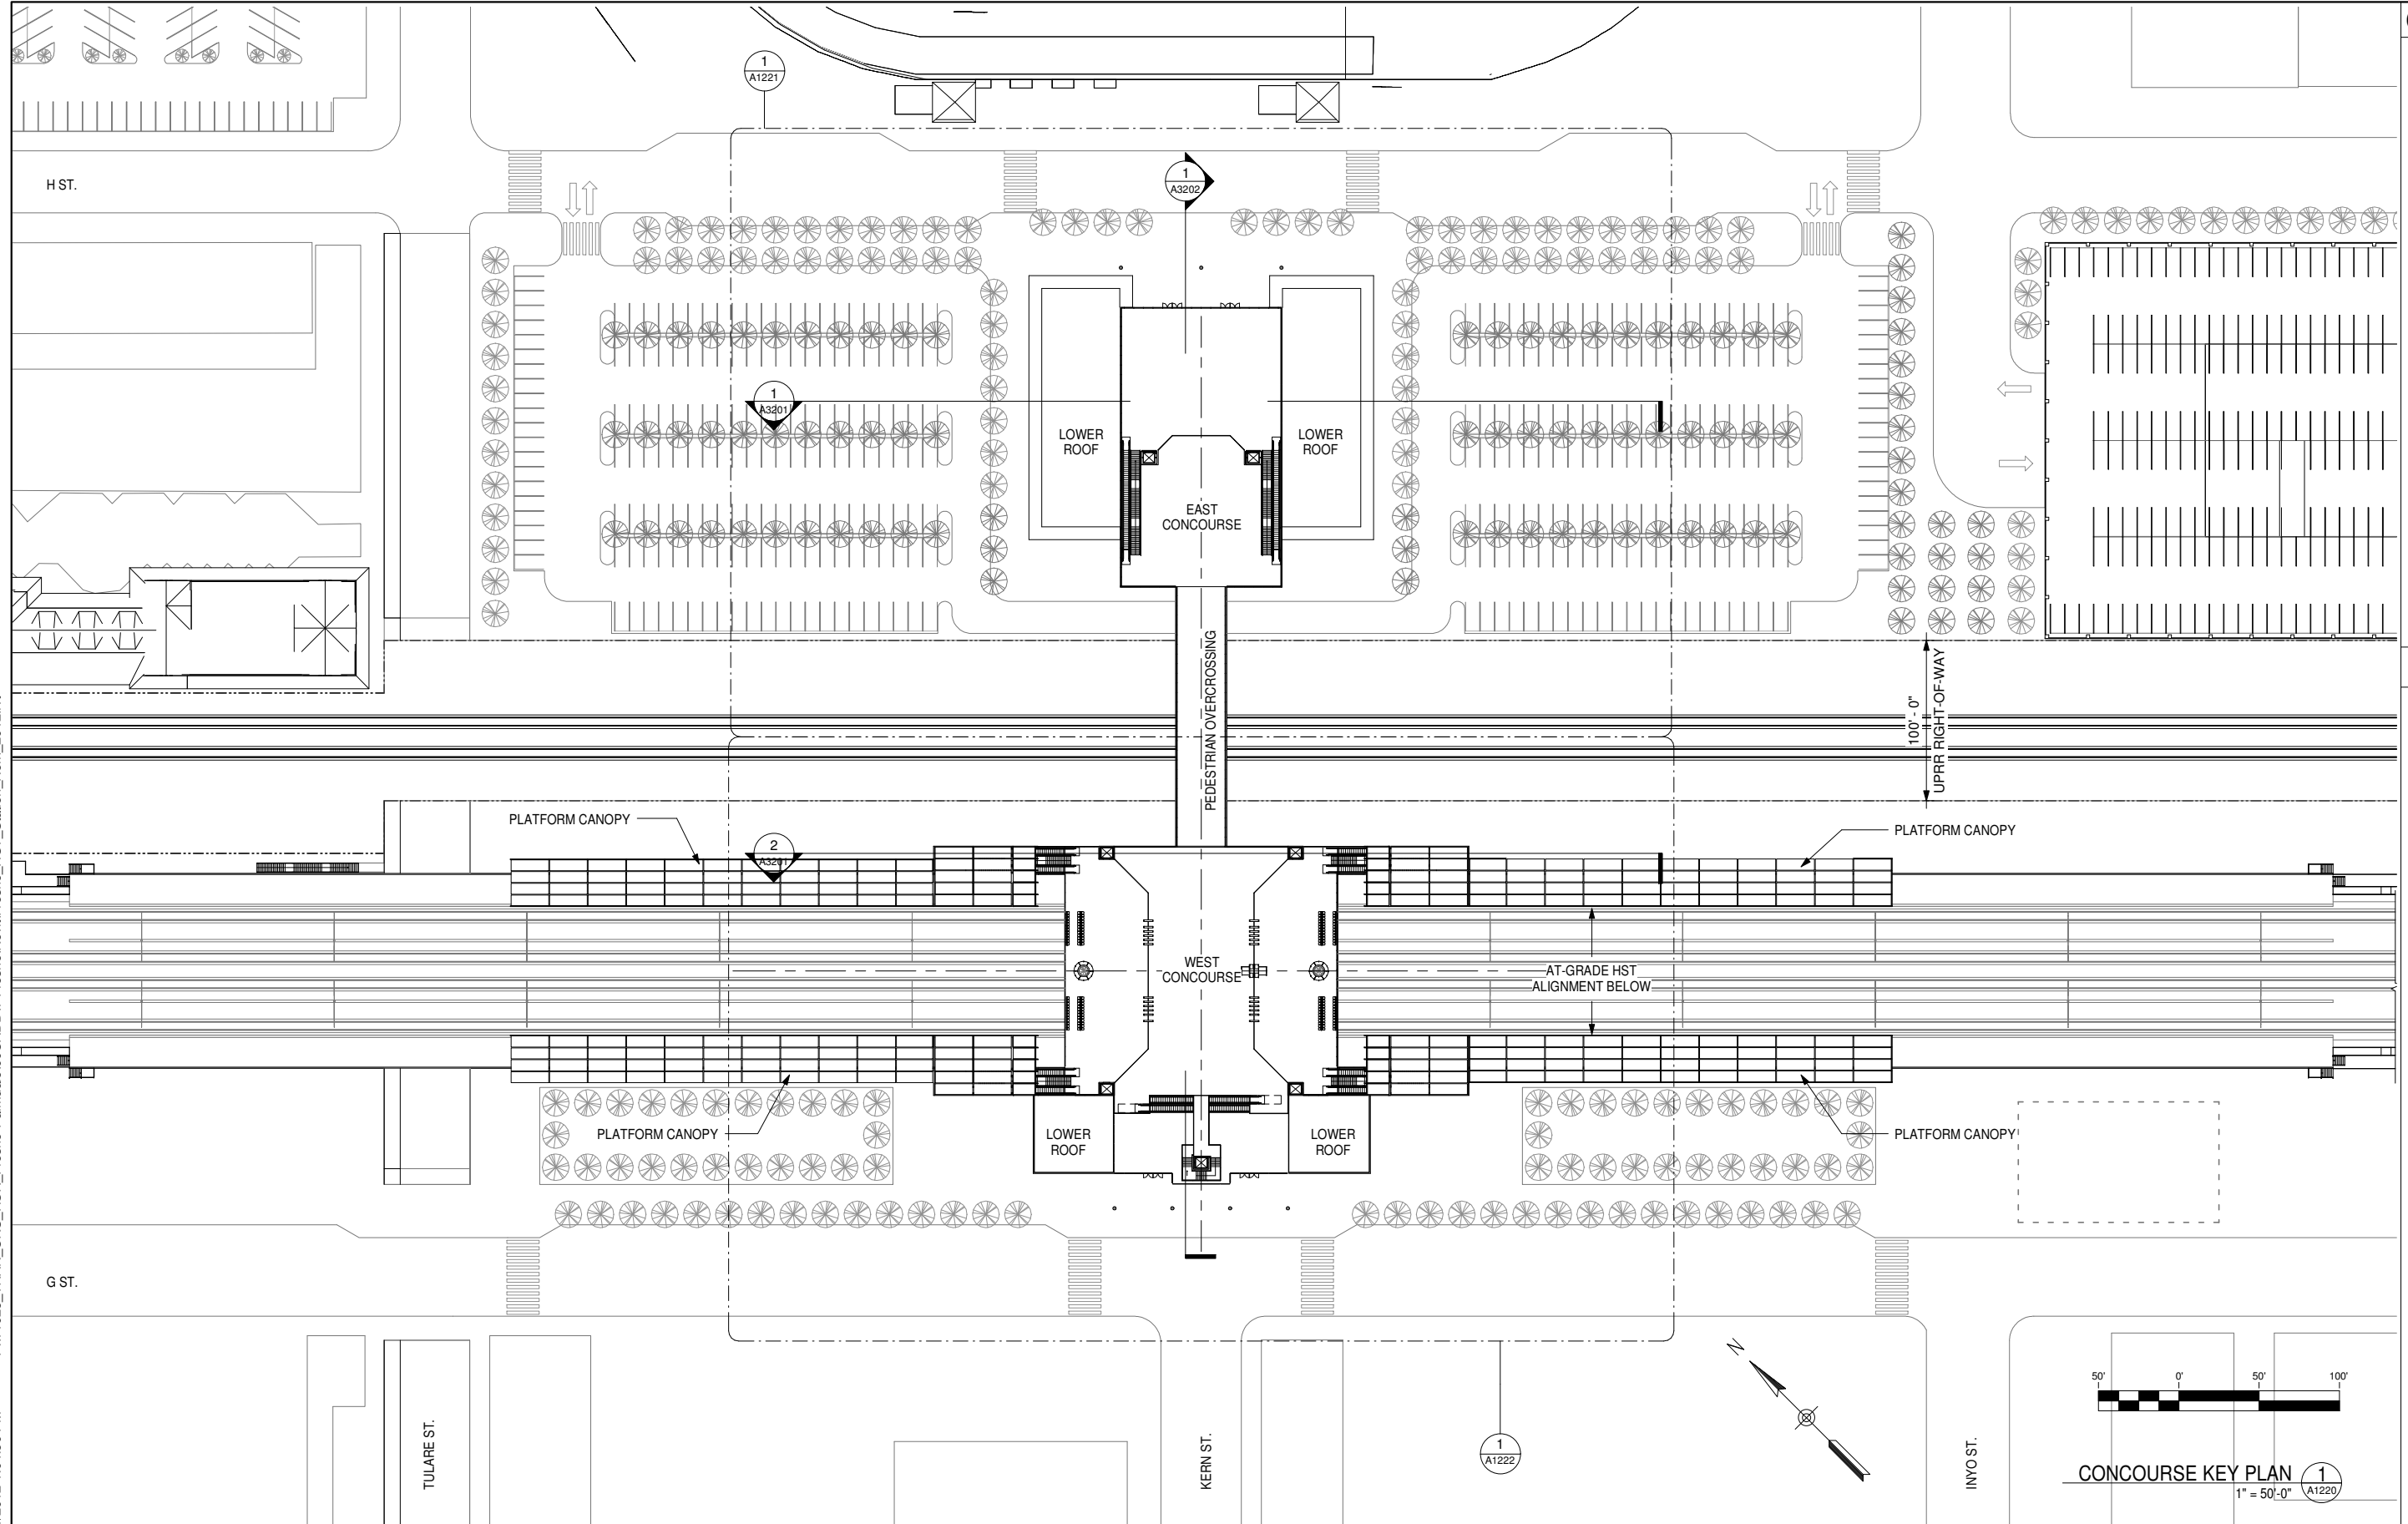 1
A1221
H ST.
1
A3202
1
A3201
LOWER
ROOF
LOWER
ROOF
EAST
CONCOURSE
PEDESTRIAN OVERCROSSING
100' - 0"
UPRR RIGHT-OF-WAY
PLATFORM CANOPY
2
A3201
PLATFORM CANOPY
WEST
CONCOURSE
AT-GRADE HST
ALIGNMENT BELOW
PLATFORM CANOPY
LOWER
ROOF
LOWER
ROOF
PLATFORM CANOPY
G ST.
TULARE ST.
KERN ST.
1
A1222
N
INYO ST.
50' 0' 50' 100'
CONCOURSE KEY PLAN
1" = 50'-0"
1
A1220